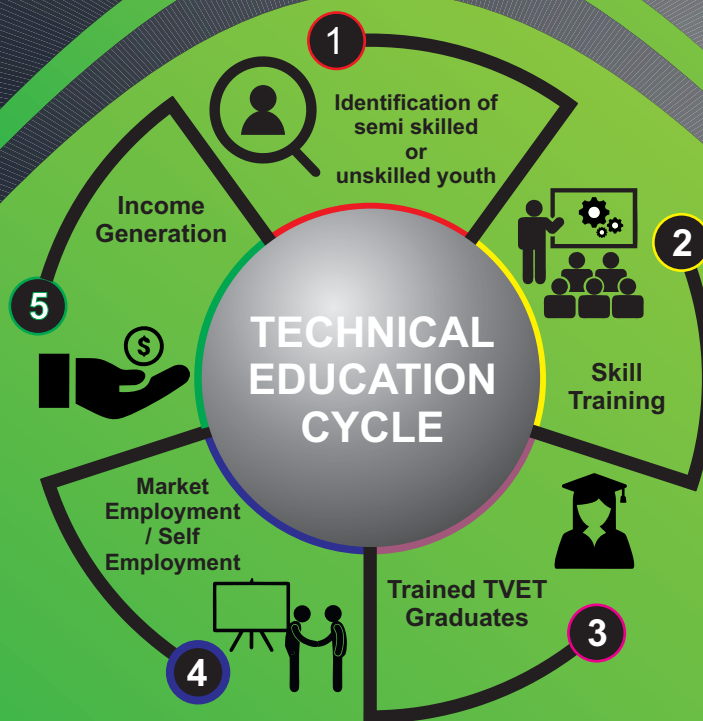 TECHNICAL
EDUCATION
CYCLE
1
Identification of
semi skilled
or
unskilled youth
2
Skill
Training
3
Trained TVET
Graduates
4
Market
Employment
/ Self
Employment
5
Income
Generation
$